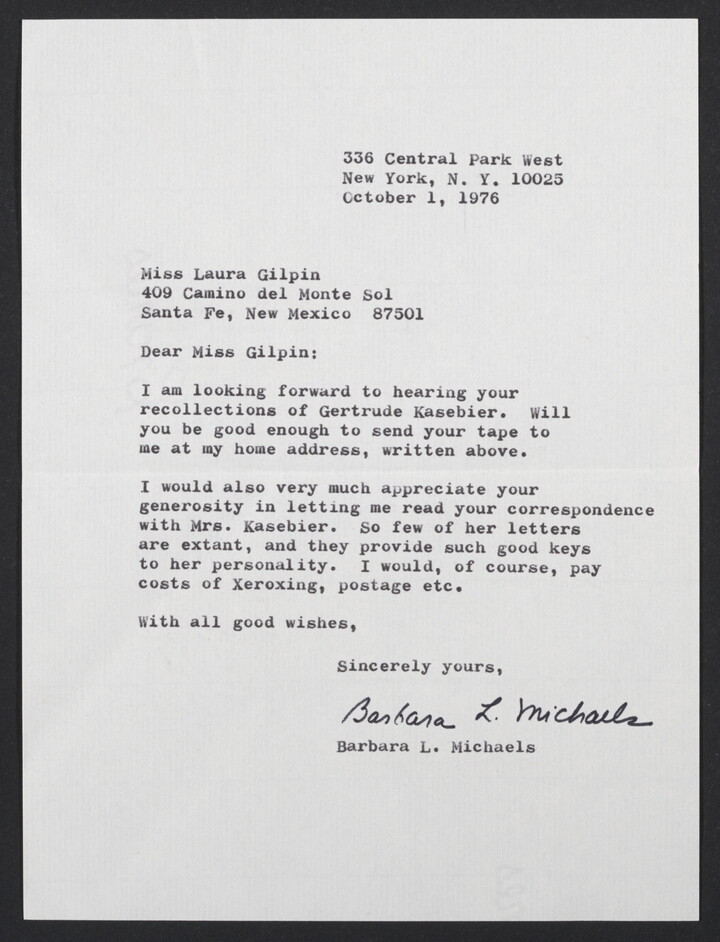 336 Central Park West
New York, N. Y. 10025
October 1, 1976
Miss Laura Gilpin
409 Camino del Monte Sol
Santa Fe, New Mexico 87501
Dear Miss Gilpin:
I am looking forward to hearing your
recollections of Gertrude Kasebier. Will
you be good enough to send your tape to
me at my home address, written above.
I would also very much appreciate your
generosity in letting me read your correspondence
with Mrs. Kasebier. So few of her letters
are extant, and they provide such good keys
to her personality. I would, of course, pay
costs of Xeroxing, postage etc.
With all good wishes,
Sincerely yours,
Barbara L. Michaels
Barbara L. Michaels